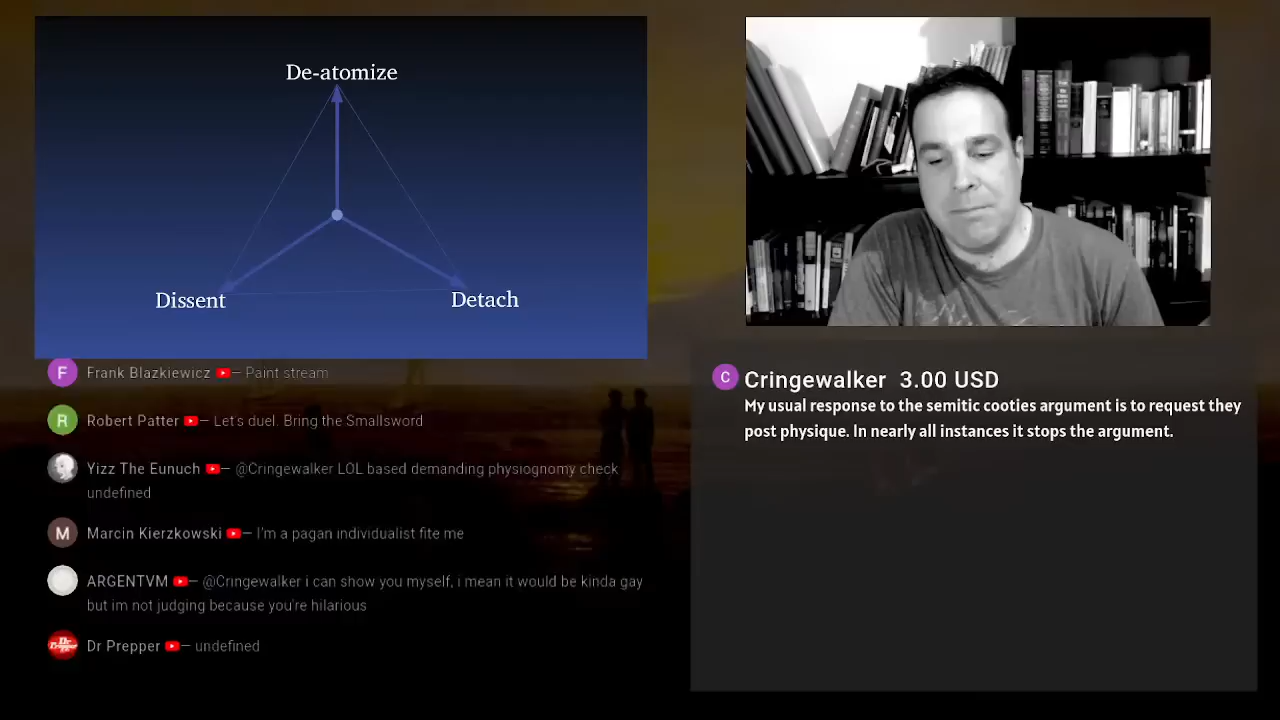 De-atomize
Dissent
Detach
F Frank Blazkiewicz — Paint stream
R Robert Patter — Let's duel. Bring the Smallsword
Yizz The Eunuch — @Cringewalker LOL based demanding physiognomy check
undefined
M Marcin Kierzkowski — I'm a pagan individualist fite me
ARGENTVM — @Cringewalker i can show you myself, i mean it would be kinda gay
but im not judging because you're hilarious
Dr Prepper — undefined
C Cringewalker 3.00 USD
My usual response to the semitic cooties argument is to request they
post physique. In nearly all instances it stops the argument.